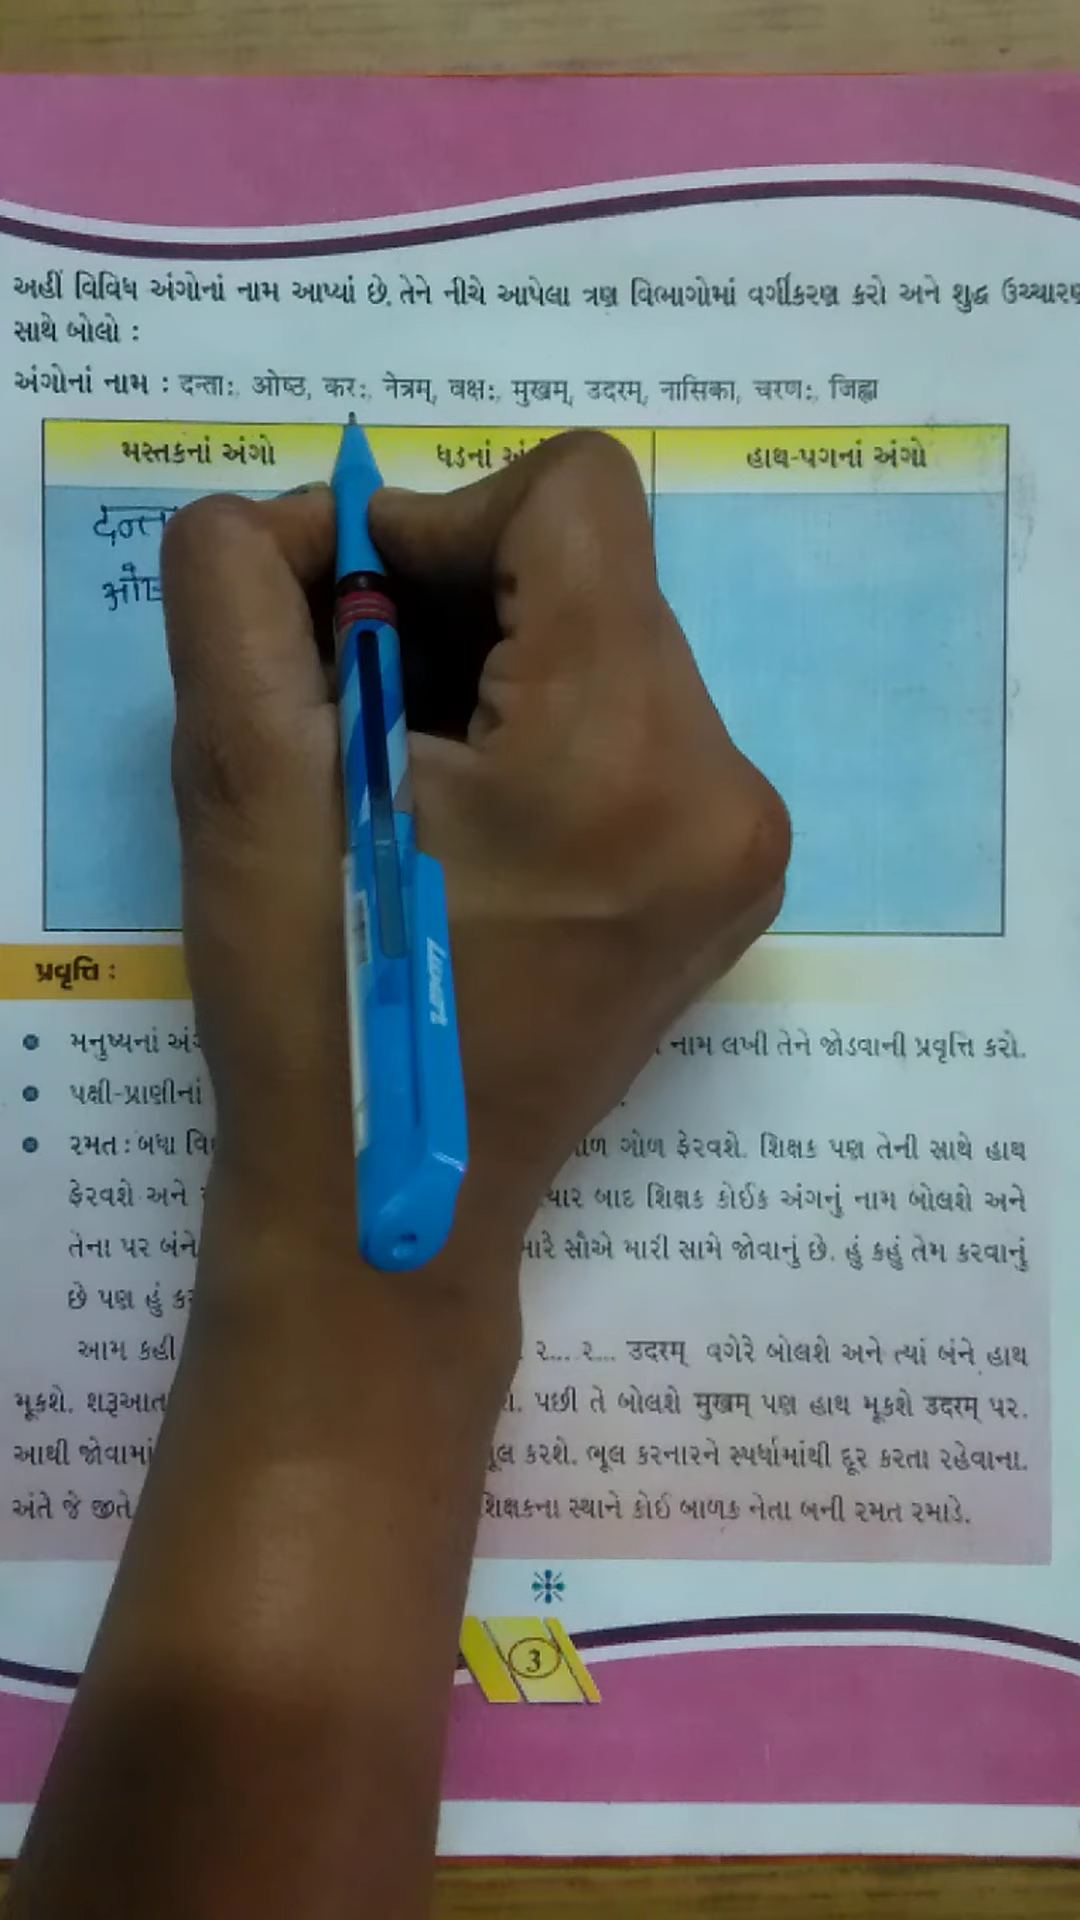 અહીં વિવિધ અંગોનાં નામ આપ્યાં છે, તેને નીચે આપેલા ત્રણ વિભાગોમાં વર્ગીકરણ કરો અને શુદ્ધ ઉચ્ચારણ
સાથે બોલો :
અંગોનાં નામ : दन्ताः, ओष्ठ, करः, नेत्रम्, वक्षः, मुखम्, उदरम्, नासिका, चरणः, जिह्वा
મસ્તકનાં અંગો ધડનાં હાથ-પગનાં અંગો
પ્રવૃત્તિ :
મનુષ્યનાં નામ લખી તેને જોડવાની પ્રવૃત્તિ કરો.
પક્ષી-પ્રાણીનાં
રમત : બધા ગોળ ફેરવશે. શિક્ષક પણ તેની સાથે હાથ
ફેરવશે અને બાદ શિક્ષક કોઈક અંગનું નામ બોલશે અને
તેના પર બંને સૌએ મારી સામે જોવાનું છે. હું કહું તેમ કરવાનું
છે પણ હું
આમ કહી ૨.... ૨... उदरम् વગેરે બોલશે અને ત્યાં બંને હાથ
મૂકશે. શરૂઆત પછી તે બોલશે मुखम् પણ હાથ મૂકશે उदरम् પર.
આથી જોવામાં કરશે. ભૂલ કરનારને સ્પર્ધામાંથી દૂર કરતા રહેવાના.
અંતે જે જીતે શિક્ષકના સ્થાને કોઈ બાળક નેતા બની રમત રમાડે.
3